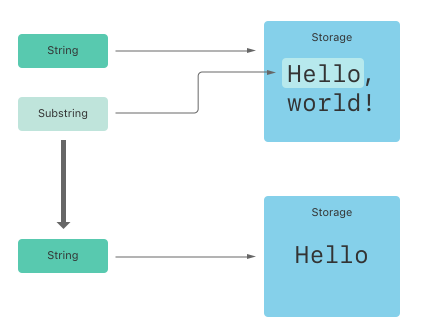 String
Substring
Storage
Hello,
world!
String
Storage
Hello